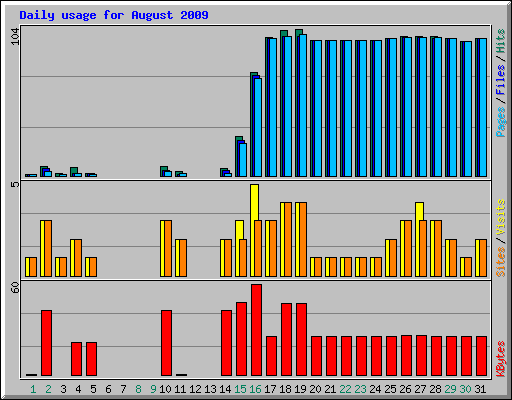 Daily usage for August 2009
104
Pages/Files/Hits
5
Sites/Visits
60
KBytes
1 2 3 4 5 6 7 8 9 10 11 12 13 14 15 16 17 18 19 20 21 22 23 24 25 26 27 28 29 30 31